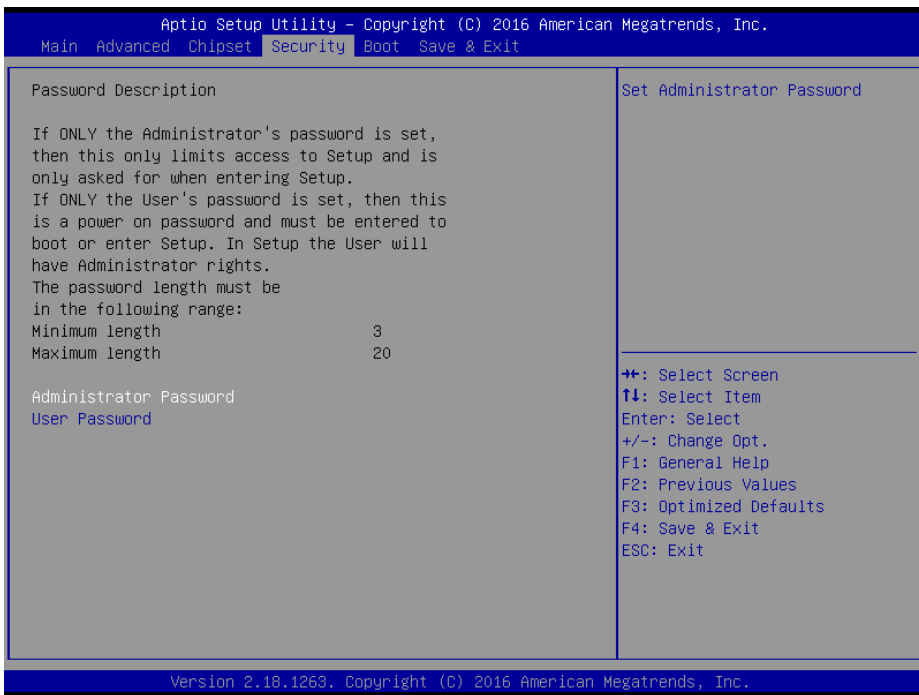 Aptio Setup Utility – Copyright (C) 2016 American Megatrends, Inc.
Main Advanced Chipset Security Boot Save & Exit
Password Description
If ONLY the Administrator's password is set,
then this only limits access to Setup and is
only asked for when entering Setup.
If ONLY the User's password is set, then this
is a power on password and must be entered to
boot or enter Setup. In Setup the User will
have Administrator rights.
The password length must be
in the following range:
Minimum length 3
Maximum length 20
Administrator Password
User Password
Set Administrator Password
→←: Select Screen
↑↓: Select Item
Enter: Select
+/-: Change Opt.
F1: General Help
F2: Previous Values
F3: Optimized Defaults
F4: Save & Exit
ESC: Exit
Version 2.18.1263. Copyright (C) 2016 American Megatrends, Inc.